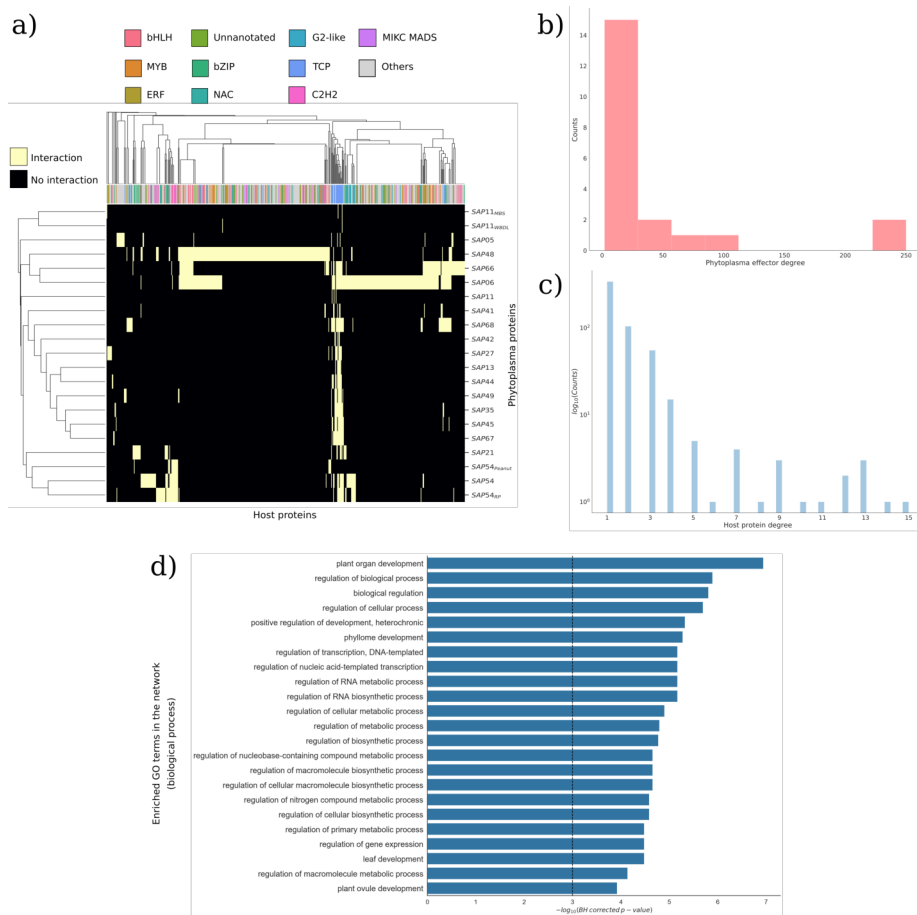 a)
bHLH
Unnanotated
G2-like
MIKC MADS
MYB
bZIP
TCP
Others
ERF
NAC
C2H2
Interaction
No interaction
SAP11MBS
SAP11WBDL
SAP05
SAP48
SAP66
SAP06
SAP11
SAP41
SAP68
SAP42
SAP27
SAP13
SAP44
SAP49
SAP35
SAP45
SAP67
SAP21
SAP54Peanut
SAP54
SAP54RP
Phytoplasma proteins
Host proteins
b)
Counts
14
12
10
8
6
4
2
0
0 50 100 150 200 250
Phytoplasma effector degree
c)
log10(Counts)
10²
10¹
10⁰
1 3 5 7 9 11 13 15
Host protein degree
d)
Enriched GO terms in the network
(biological process)
plant organ development
regulation of biological process
biological regulation
regulation of cellular process
positive regulation of development, heterochronic
phyllome development
regulation of transcription, DNA-templated
regulation of nucleic acid-templated transcription
regulation of RNA metabolic process
regulation of RNA biosynthetic process
regulation of cellular metabolic process
regulation of metabolic process
regulation of biosynthetic process
regulation of nucleobase-containing compound metabolic process
regulation of macromolecule biosynthetic process
regulation of cellular macromolecule biosynthetic process
regulation of nitrogen compound metabolic process
regulation of cellular biosynthetic process
regulation of primary metabolic process
regulation of gene expression
leaf development
regulation of macromolecule metabolic process
plant ovule development
0 1 2 3 4 5 6 7
−log10(BH corrected p − value)